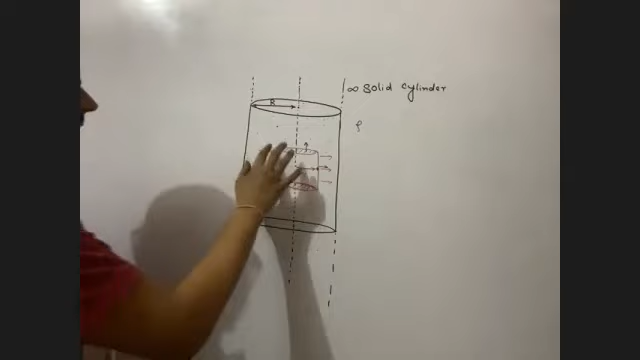 ∞ Solid cylinder
R
ρ